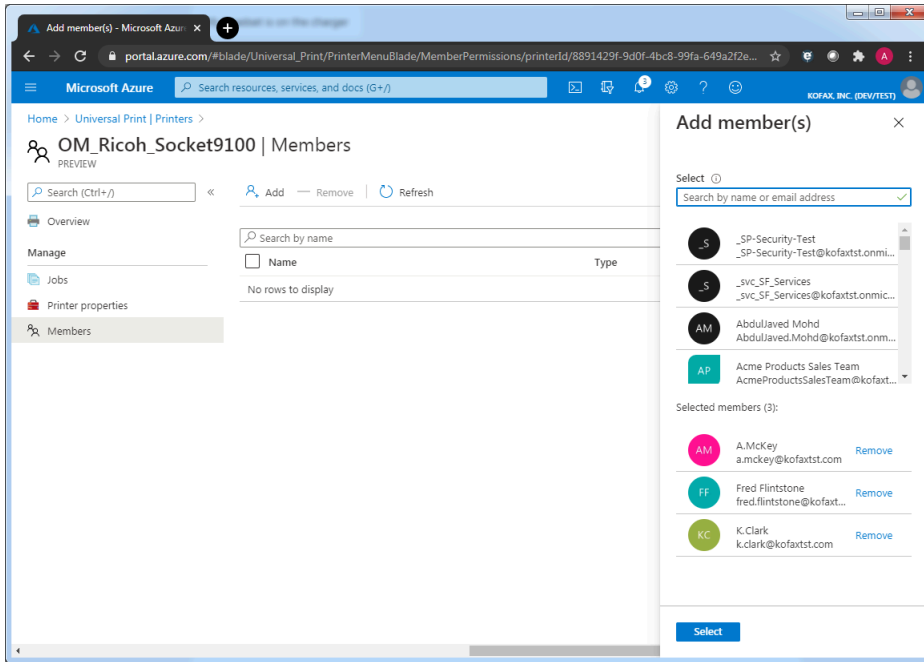 Add member(s) - Microsoft Azur
portal.azure.com/#blade/Universal_Print/PrinterMenuBlade/MemberPermissions/printerId/8891429f-9d0f-4bc8-99fa-649a2f2e...
A
Microsoft Azure
Search resources, services, and docs (G+/)
3
KOFAX, INC. (DEV/TEST)
Home > Universal Print | Printers >
OM_Ricoh_Socket9100 | Members
PREVIEW
Search (Ctrl+/)
«
Overview
Manage
Jobs
Printer properties
Members
Add
Remove
Refresh
Search by name
Name
Type
No rows to display
Add member(s)
Select
Search by name or email address
_S
_SP-Security-Test
_SP-Security-Test@kofaxtst.onmi...
_S
_svc_SF_Services
_svc_SF_Services@kofaxtst.onmic...
AM
AbdulJaved Mohd
AbdulJaved.Mohd@kofaxtst.onm...
AP
Acme Products Sales Team
AcmeProductsSalesTeam@kofaxt...
Selected members (3):
AM
A.McKey
a.mckey@kofaxtst.com
Remove
FF
Fred Flintstone
fred.flintstone@kofaxt...
Remove
KC
K.Clark
k.clark@kofaxtst.com
Remove
Select